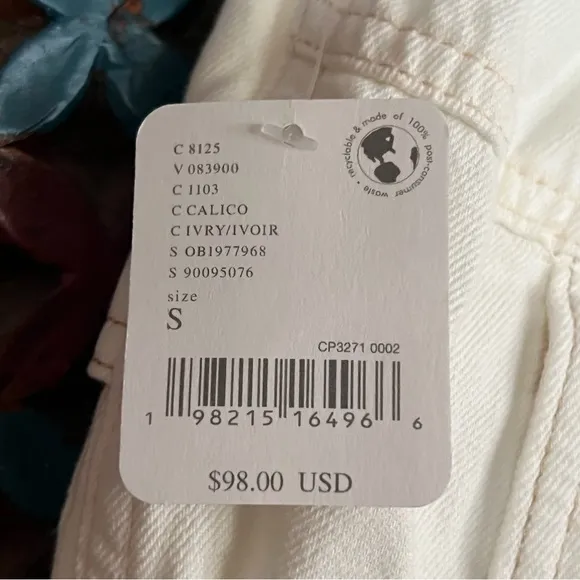 C 8125
V 083900
C 1103
C CALICO
C IVRY/IVOIR
S OB1977968
S 90095076
size
S
recyclable & made of 100% post-consumer waste •
CP3271 0002
1 98215 16496 6
$98.00 USD